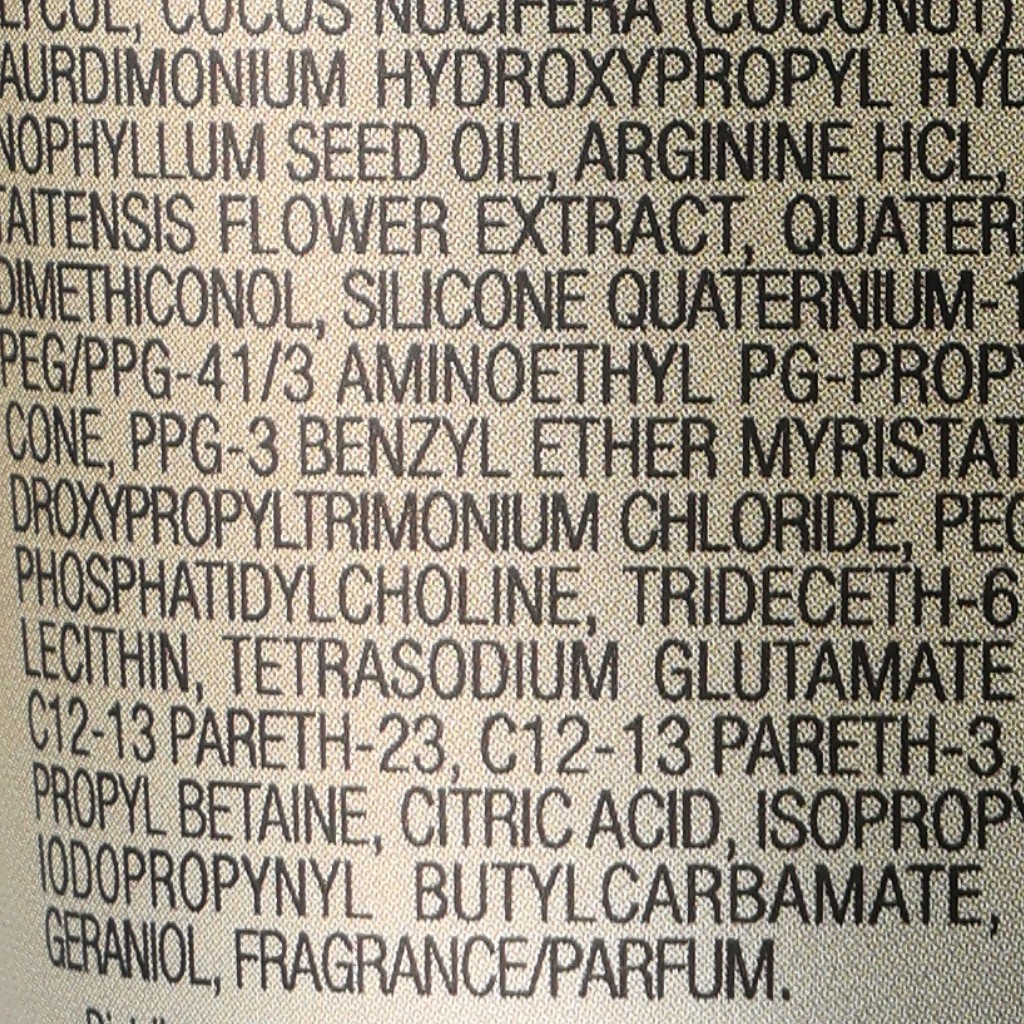 LYCOL, COCOS NUCIFERA (COCONUT)
AURDIMONIUM HYDROXYPROPYL HYD
NOPHYLLUM SEED OIL, ARGININE HCL,
TAITENSIS FLOWER EXTRACT, QUATER
DIMETHICONOL, SILICONE QUATERNIUM-1
PEG/PPG-41/3 AMINOETHYL PG-PROPY
CONE, PPG-3 BENZYL ETHER MYRISTAT
DROXYPROPYLTRIMONIUM CHLORIDE, PEG
PHOSPHATIDYLCHOLINE, TRIDECETH-6
LECITHIN, TETRASODIUM GLUTAMATE
C12-13 PARETH-23, C12-13 PARETH-3,
PROPYL BETAINE, CITRIC ACID, ISOPROPY
IODOPROPYNYL BUTYLCARBAMATE,
GERANIOL, FRAGRANCE/PARFUM.